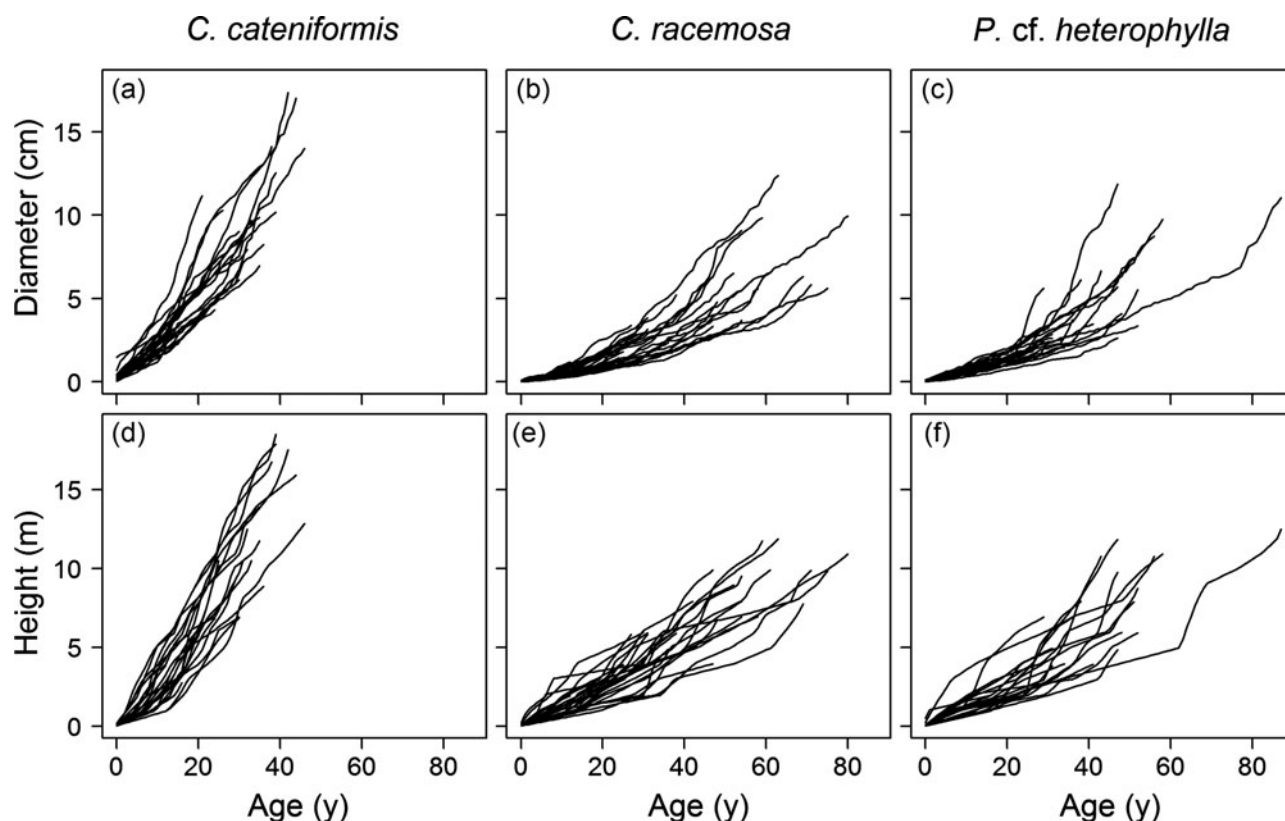 C. cateniformis C. racemosa P. cf. heterophylla
(a) (b) (c)
Diameter (cm)
15
10
5
0
(d) (e) (f)
Height (m)
15
10
5
0
0 20 40 60 80 0 20 40 60 80 0 20 40 60 80
Age (y) Age (y) Age (y)